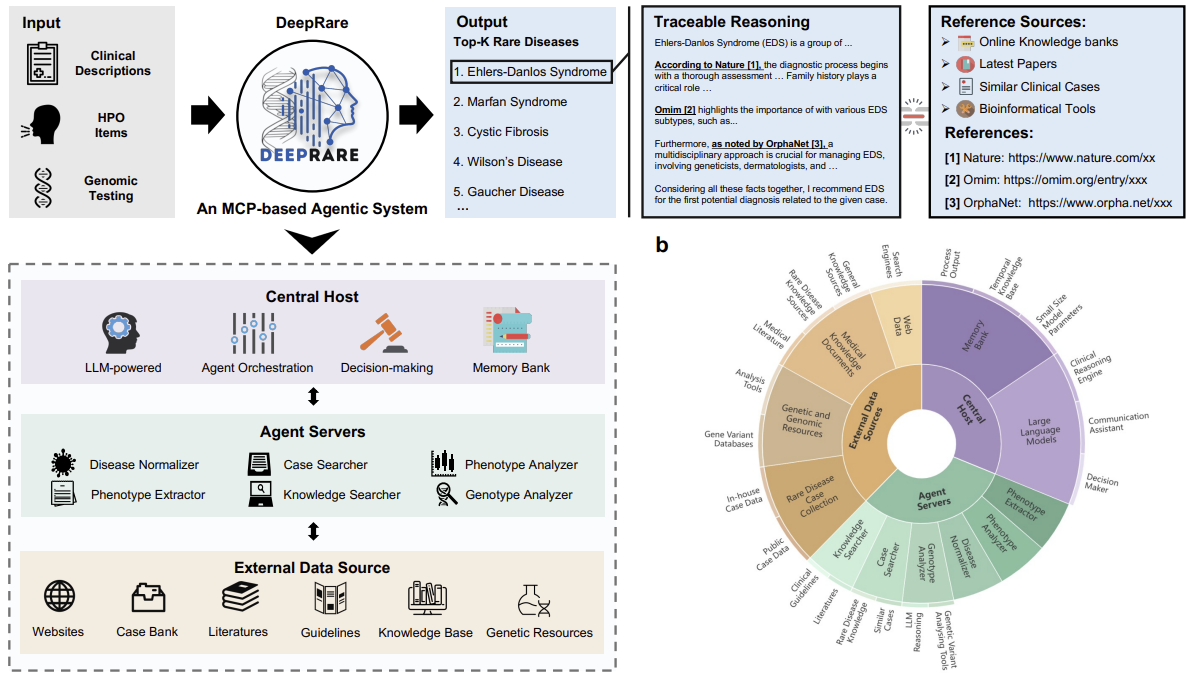 Input
Clinical
Descriptions
HPO
Items
Genomic
Testing
DeepRare
DEEPRARE
An MCP-based Agentic System
Output
Top-K Rare Diseases
1. Ehlers-Danlos Syndrome
2. Marfan Syndrome
3. Cystic Fibrosis
4. Wilson's Disease
5. Gaucher Disease
...
Traceable Reasoning
Ehlers-Danlos Syndrome (EDS) is a group of ...
According to Nature [1], the diagnostic process begins
with a thorough assessment ... Family history plays a
critical role ...
Omim [2] highlights the importance of with various EDS
subtypes, such as...
Furthermore, as noted by OrphaNet [3], a
multidisciplinary approach is crucial for managing EDS,
involving geneticists, dermatologists, and ...
Considering all these facts together, I recommend EDS
for the first potential diagnosis related to the given case.
Reference Sources:
➢ Online Knowledge banks
➢ Latest Papers
➢ Similar Clinical Cases
➢ Bioinformatical Tools
References:
[1] Nature: https://www.nature.com/xx
[2] Omim: https://omim.org/entry/xxx
[3] OrphaNet: https://www.orpha.net/xxx
Central Host
LLM-powered
Agent Orchestration
Decision-making
Memory Bank
Agent Servers
Disease Normalizer
Case Searcher
Phenotype Analyzer
Phenotype Extractor
Knowledge Searcher
Genotype Analyzer
External Data Source
Websites
Case Bank
Literatures
Guidelines
Knowledge Base
Genetic Resources
b
Central
Host
Memory
Bank
Process
Output
Temporal
Knowledge
Base
Small Size
Model
Parameters
Large
Language
Models
Clinical
Reasoning
Engine
Communication
Assistant
Decision
Maker
Agent
Servers
Phenotype
Extractor
Phenotype
Analyzer
Disease
Normalizer
Genotype
Analyzer
Genetic Variant
Analysing Tools
LLM
Reasoning
Case
Searcher
Similar
Cases
Rare Disease
Knowledge
Knowledge
Searcher
Literatures
Clinical
Guidelines
External Data
Sources
Rare Disease
Case
Collection
Public
Case Data
In-house
Case Data
Genetic and
Genomic
Resources
Gene Variant
Databases
Analysis
Tools
Medical
Knowledge
Documents
Medical
Literature
Rare Disease
Knowledge
Sources
General
Knowledge
Sources
Web
Data
Search
Enginees